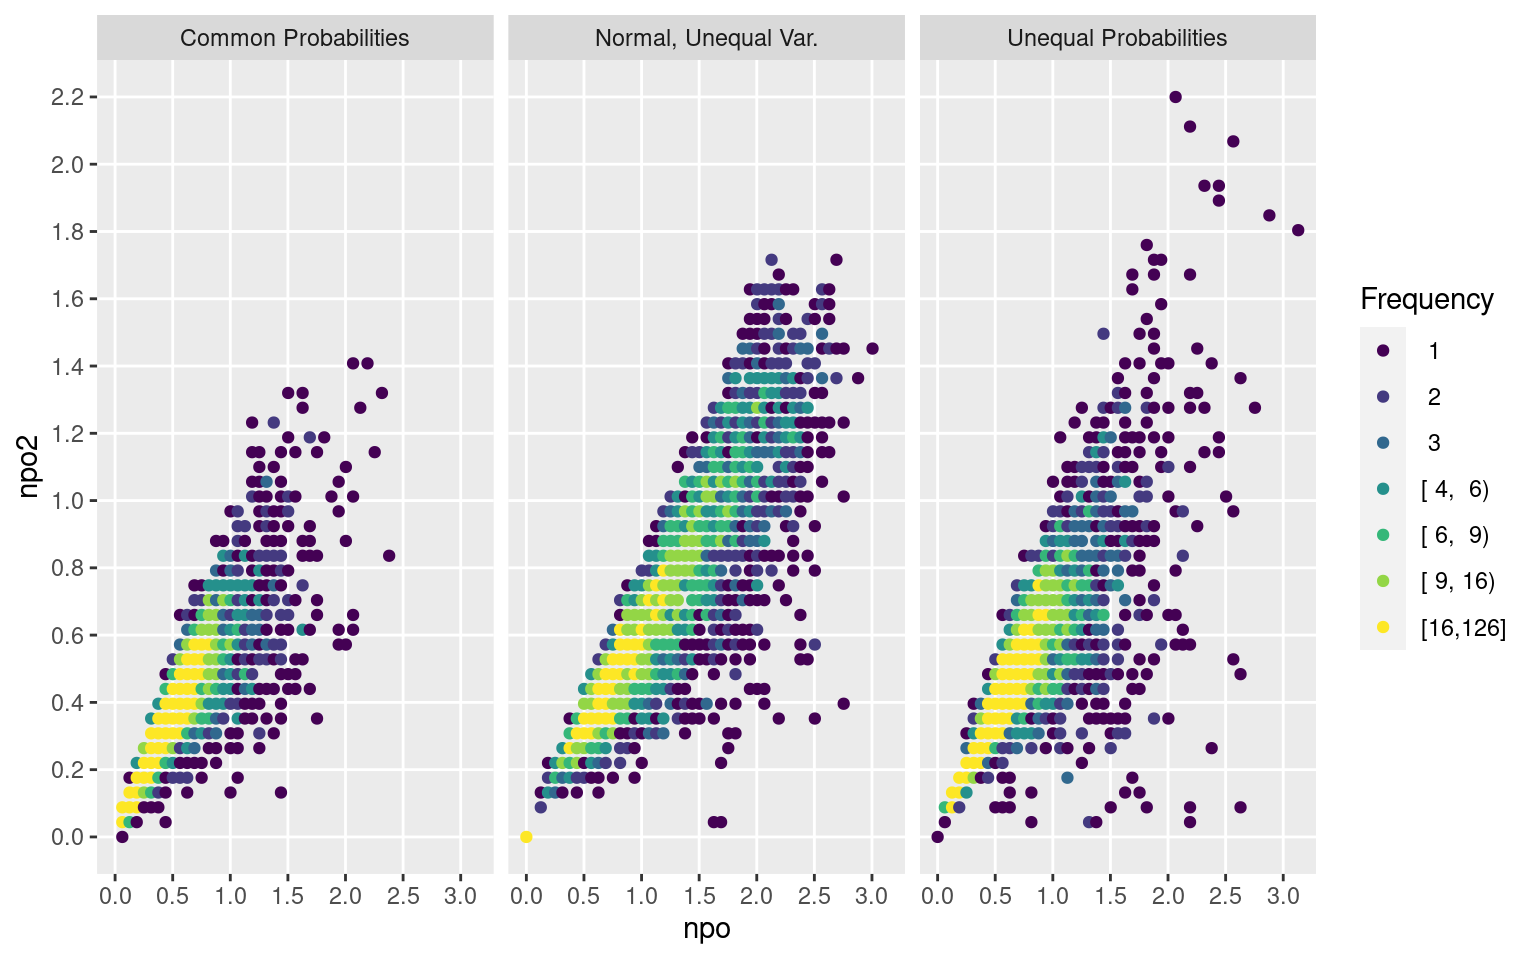 Common Probabilities
Normal, Unequal Var.
Unequal Probabilities
npo2
2.2
2.0
1.8
1.6
1.4
1.2
1.0
0.8
0.6
0.4
0.2
0.0
0.0 0.5 1.0 1.5 2.0 2.5 3.0
0.0 0.5 1.0 1.5 2.0 2.5 3.0
0.0 0.5 1.0 1.5 2.0 2.5 3.0
npo
Frequency
1
2
3
[ 4, 6)
[ 6, 9)
[ 9, 16)
[16,126]